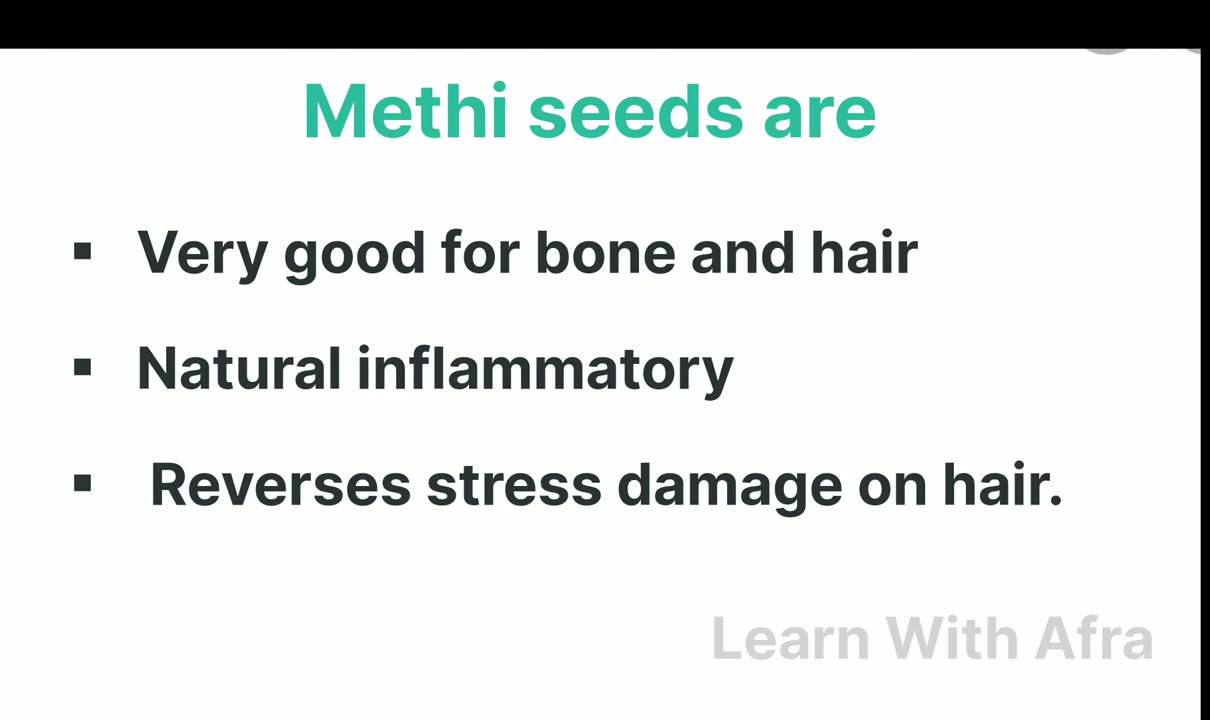 Methi seeds are
▪ Very good for bone and hair
▪ Natural inflammatory
▪ Reverses stress damage on hair.
Learn With Afra